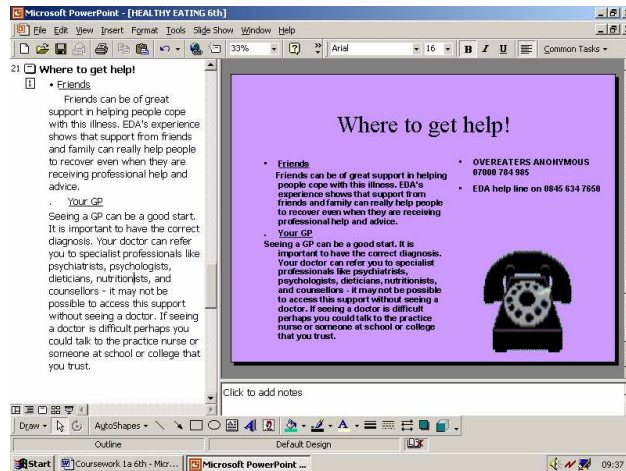 Microsoft PowerPoint - [HEALTHY EATING 6th]
File Edit View Insert Format Tools Slide Show Window Help
33% Arial 16 B I U Common Tasks
21 Where to get help!
1
• Friends
Friends can be of great
support in helping people cope
with this illness. EDA's experience
shows that support from friends
and family can really help people
to recover even when they are
receiving professional help and
advice.
. Your GP
Seeing a GP can be a good start.
It is important to have the correct
diagnosis. Your doctor can refer
you to specialist professionals like
psychiatrists, psychologists,
dieticians, nutritionists, and
counsellors - it may not be
possible to access this support
without seeing a doctor. If seeing
a doctor is difficult perhaps you
could talk to the practice nurse or
someone at school or college that
you trust.
Where to get help!
• Friends
Friends can be of great support in helping
people cope with this illness. EDA's
experience shows that support from
friends and family can really help people
to recover even when they are receiving
professional help and advice.
. Your GP
Seeing a GP can be a good start. It is
important to have the correct diagnosis.
Your doctor can refer you to specialist
professionals like psychiatrists,
psychologists, dieticians, nutritionists,
and counsellors - it may not be possible
to access this support without seeing a
doctor. If seeing a doctor is difficult
perhaps you could talk to the practice
nurse or someone at school or college
that you trust.
• OVEREATERS ANONYMOUS
07000 784 985
• EDA help line on 0845 634 7650
Click to add notes
Draw AutoShapes
Outline Default Design
Start Coursework 1a 6th - Micr... Microsoft PowerPoint ... 09:37